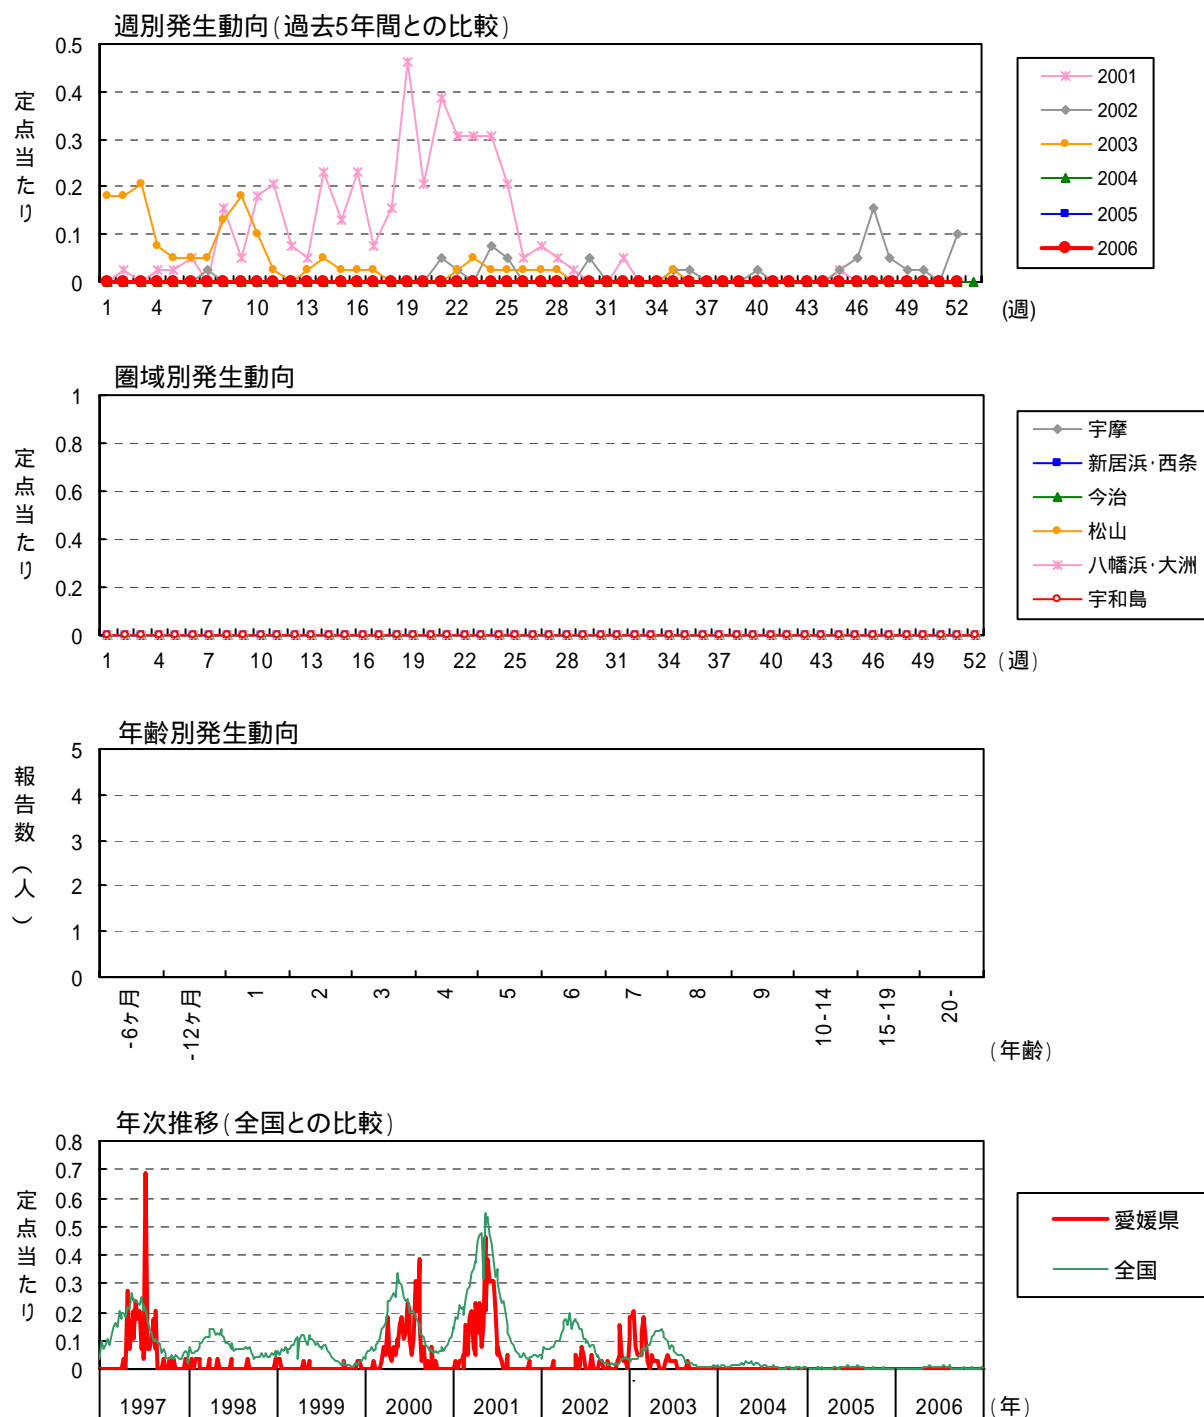 週別発生動向(過去5年間との比較)
定点当たり
0.5
0.4
0.3
0.2
0.1
0
1 4 7 10 13 16 19 22 25 28 31 34 37 40 43 46 49 52 (週)
2001
2002
2003
2004
2005
2006
圏域別発生動向
定点当たり
1
0.8
0.6
0.4
0.2
0
1 4 7 10 13 16 19 22 25 28 31 34 37 40 43 46 49 52 (週)
宇摩
新居浜・西条
今治
松山
八幡浜・大洲
宇和島
年齢別発生動向
報告数(人)
5
4
3
2
1
0
-6ヶ月 -12ヶ月 1 2 3 4 5 6 7 8 9 10-14 15-19 20-
(年齢)
年次推移(全国との比較)
定点当たり
0.8
0.7
0.6
0.5
0.4
0.3
0.2
0.1
0
1997 1998 1999 2000 2001 2002 2003 2004 2005 2006 (年)
愛媛県
全国